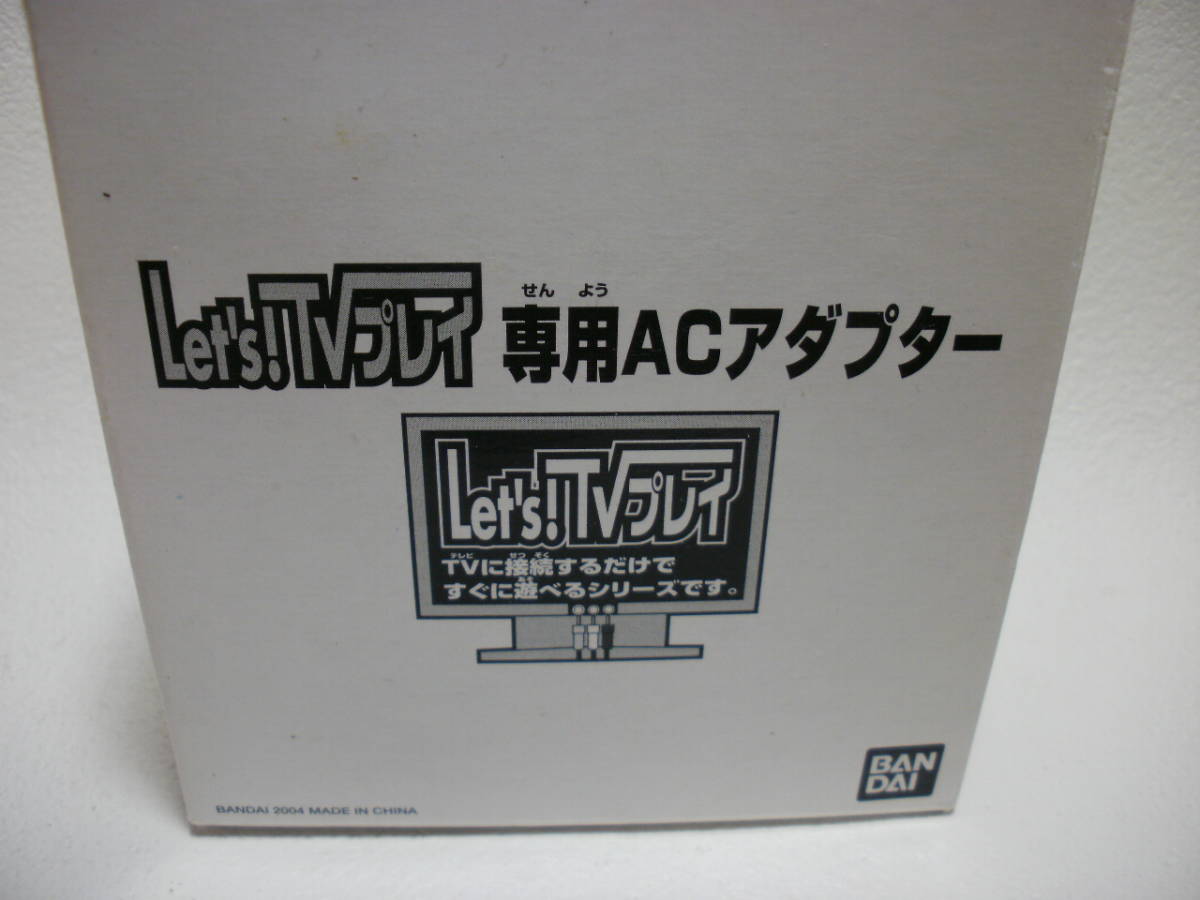 せん よう
Let's!TVプレイ 専用ACアダプター
Let's!TVプレイ
テレビ せつ ぞく
TVに接続するだけで
あそ
すぐに遊べるシリーズです。
BAN
DAI
BANDAI 2004 MADE IN CHINA